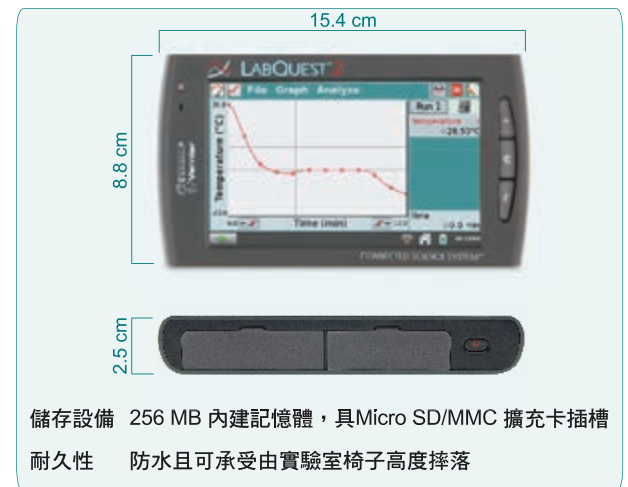 15.4 cm
LABQUEST 2
File Graph Analyze
Run 1
Temperature
Temperature (°C)
8.8 cm
Vernier
Time (min)
CONNECTED SCIENCE SYSTEM™
2.5 cm
儲存設備 256 MB 內建記憶體，具Micro SD/MMC 擴充卡插槽
耐久性 防水且可承受由實驗室椅子高度摔落